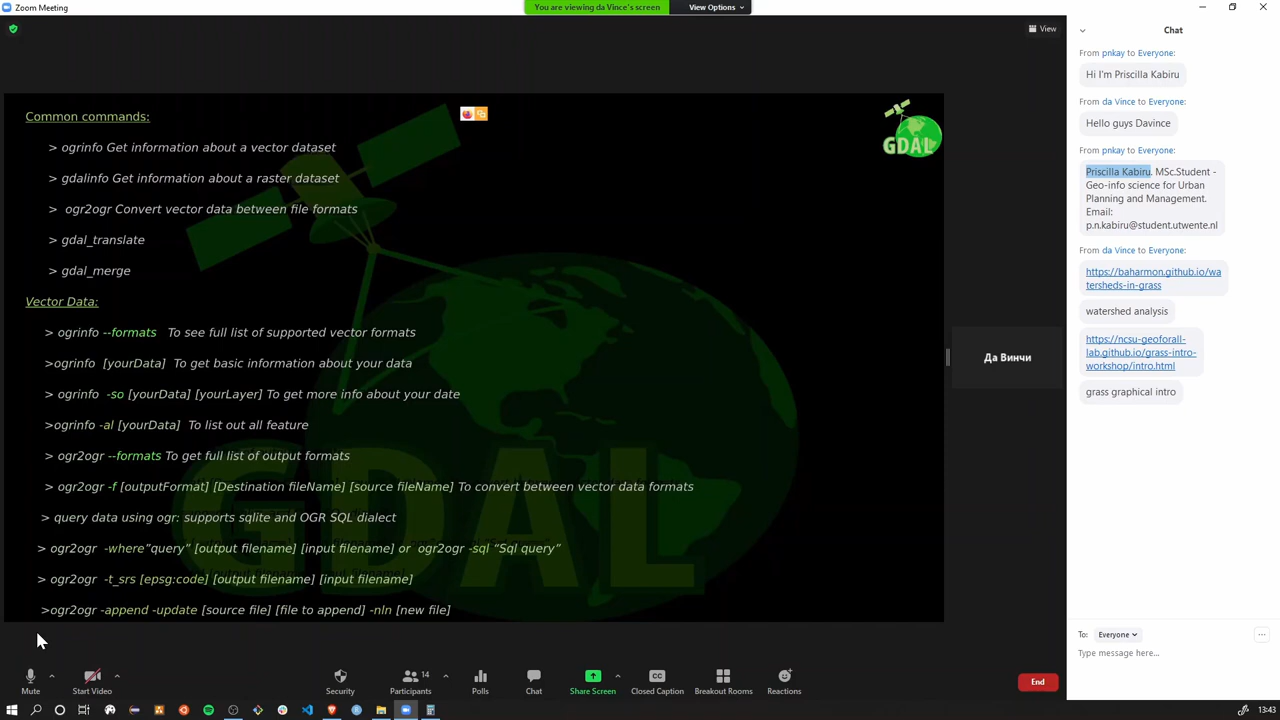 Zoom Meeting
You are viewing da Vince's screen
View Options
View
Common commands:
> ogrinfo Get information about a vector dataset
> gdalinfo Get information about a raster dataset
> ogr2ogr Convert vector data between file formats
> gdal_translate
> gdal_merge
Vector Data:
> ogrinfo --formats To see full list of supported vector formats
>ogrinfo [yourData] To get basic information about your data
> ogrinfo -so [yourData] [yourLayer] To get more info about your date
>ogrinfo -al [yourData] To list out all feature
> ogr2ogr --formats To get full list of output formats
> ogr2ogr -f [outputFormat] [Destination fileName] [source fileName] To convert between vector data formats
> query data using ogr: supports sqlite and OGR SQL dialect
> ogr2ogr -where”query” [output filename] [input filename] or ogr2ogr -sql “Sql query”
> ogr2ogr -t_srs [epsg:code] [output filename] [input filename]
>ogr2ogr -append -update [source file] [file to append] -nln [new file]
GDAL
GDAL
Да Винчи
Chat
From pnkay to Everyone:
Hi I'm Priscilla Kabiru
From da Vince to Everyone:
Hello guys Davince
From pnkay to Everyone:
Priscilla Kabiru. MSc.Student -
Geo-info science for Urban
Planning and Management.
Email:
p.n.kabiru@student.utwente.nl
From da Vince to Everyone:
https://baharmon.github.io/wa
tersheds-in-grass
watershed analysis
https://ncsu-geoforall-
lab.github.io/grass-intro-
workshop/intro.html
grass graphical intro
To: Everyone
Type message here...
Mute
Start Video
Security
14
Participants
Polls
Chat
Share Screen
CC
Closed Caption
Breakout Rooms
Reactions
End
13:43